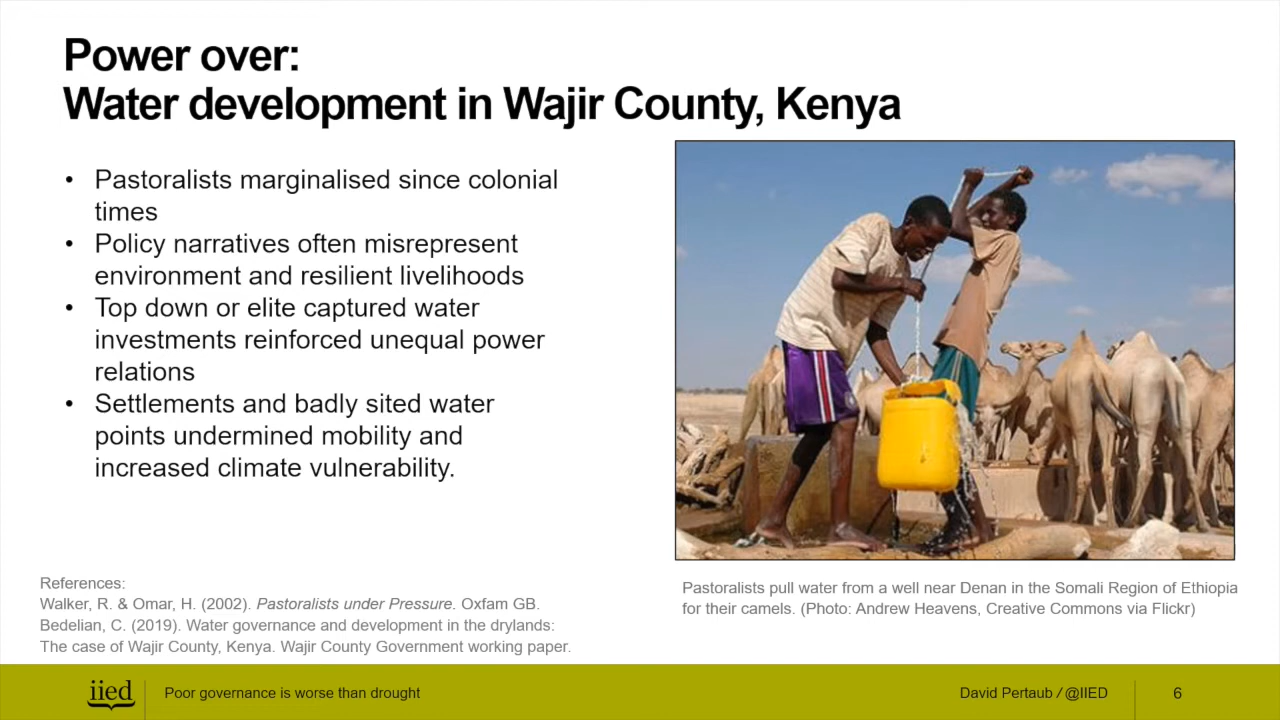 Power over:
Water development in Wajir County, Kenya
• Pastoralists marginalised since colonial
times
• Policy narratives often misrepresent
environment and resilient livelihoods
• Top down or elite captured water
investments reinforced unequal power
relations
• Settlements and badly sited water
points undermined mobility and
increased climate vulnerability.
References:
Walker, R. & Omar, H. (2002). Pastoralists under Pressure. Oxfam GB.
Bedelian, C. (2019). Water governance and development in the drylands:
The case of Wajir County, Kenya. Wajir County Government working paper.
Pastoralists pull water from a well near Denan in the Somali Region of Ethiopia
for their camels. (Photo: Andrew Heavens, Creative Commons via Flickr)
iied
Poor governance is worse than drought
David Pertaub / @IIED
6